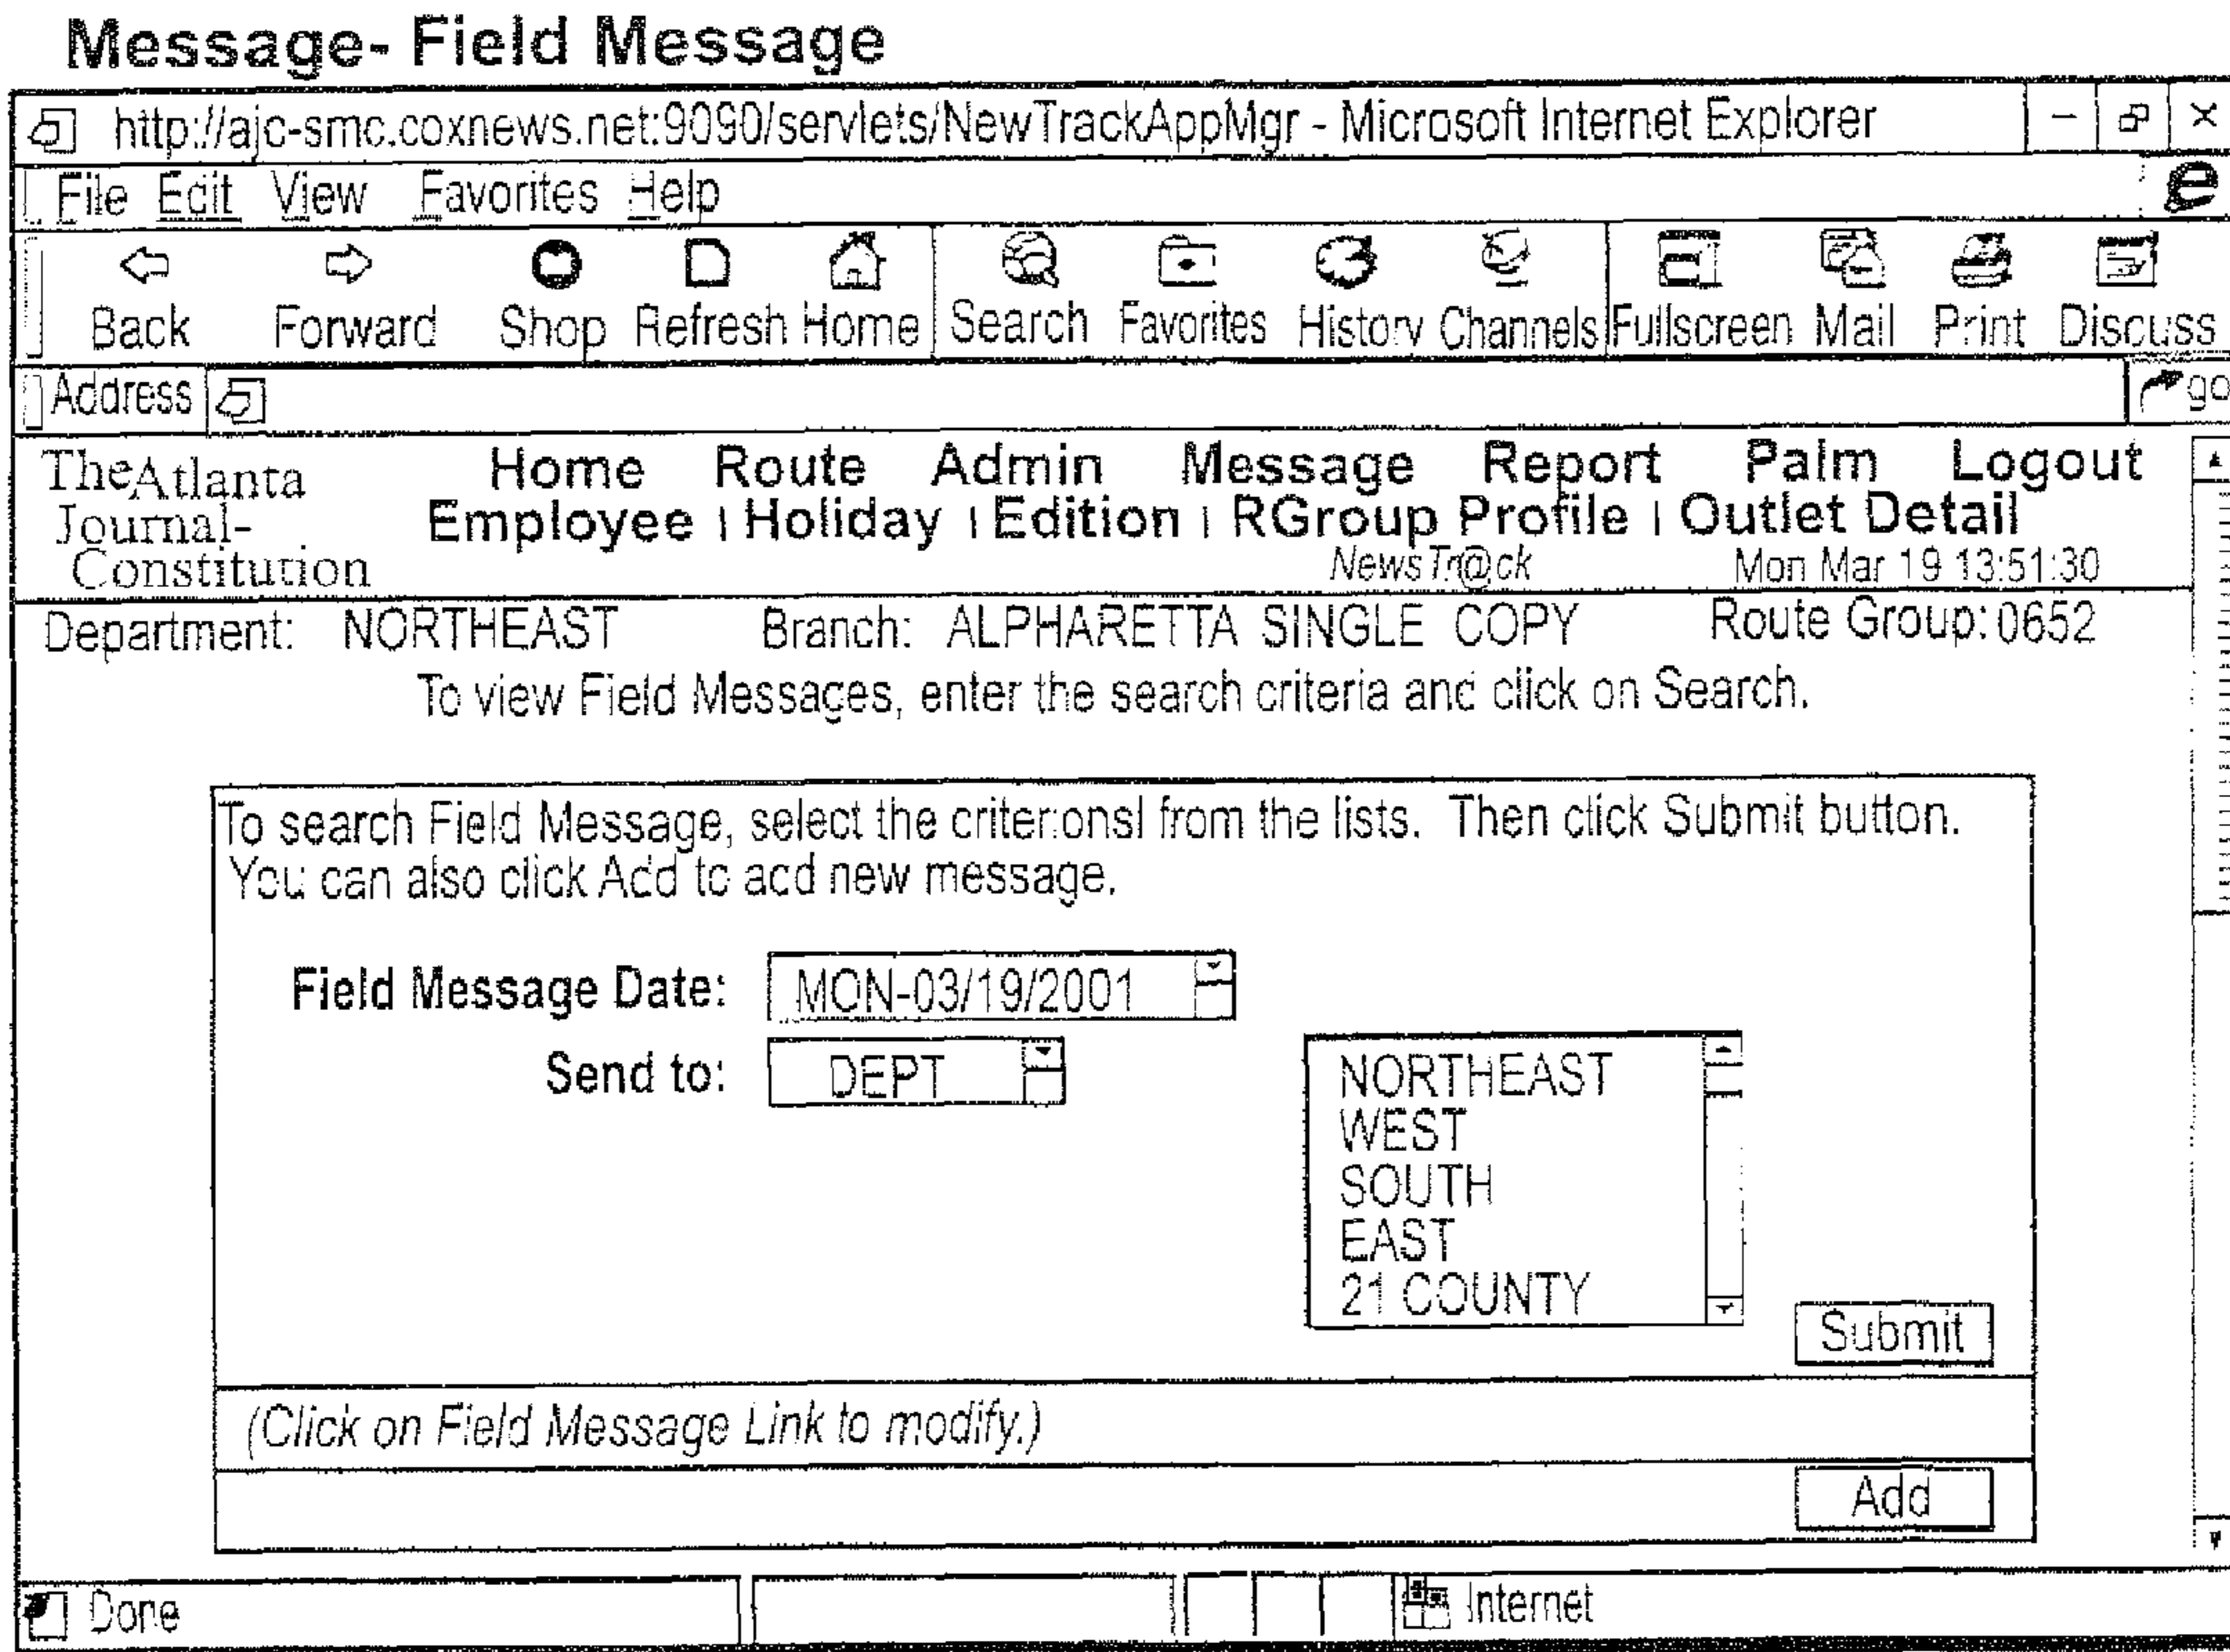 Message- Field Message
http://ajc-smc.coxnews.net:9090/servlets/NewTrackAppMgr - Microsoft Internet Explorer
File Edit View Favorites Help
Back Forward Shop Refresh Home Search Favorites History Channels Fullscreen Mail Print Discuss
Address go
The Atlanta Journal-Constitution
Home Route Admin Message Report Palm Logout
Employee | Holiday | Edition | RGroup Profile | Outlet Detail
NewsTr@ck Mon Mar 19 13:51:30
Department: NORTHEAST Branch: ALPHARETTA SINGLE COPY Route Group: 0652
To view Field Messages, enter the search criteria and click on Search.
To search Field Message, select the criterionsl from the lists. Then click Submit button.
You can also click Add to add new message.
Field Message Date: MON-03/19/2001
Send to: DEPT
NORTHEAST
WEST
SOUTH
EAST
21 COUNTY
Submit
(Click on Field Message Link to modify.)
Add
Done Internet